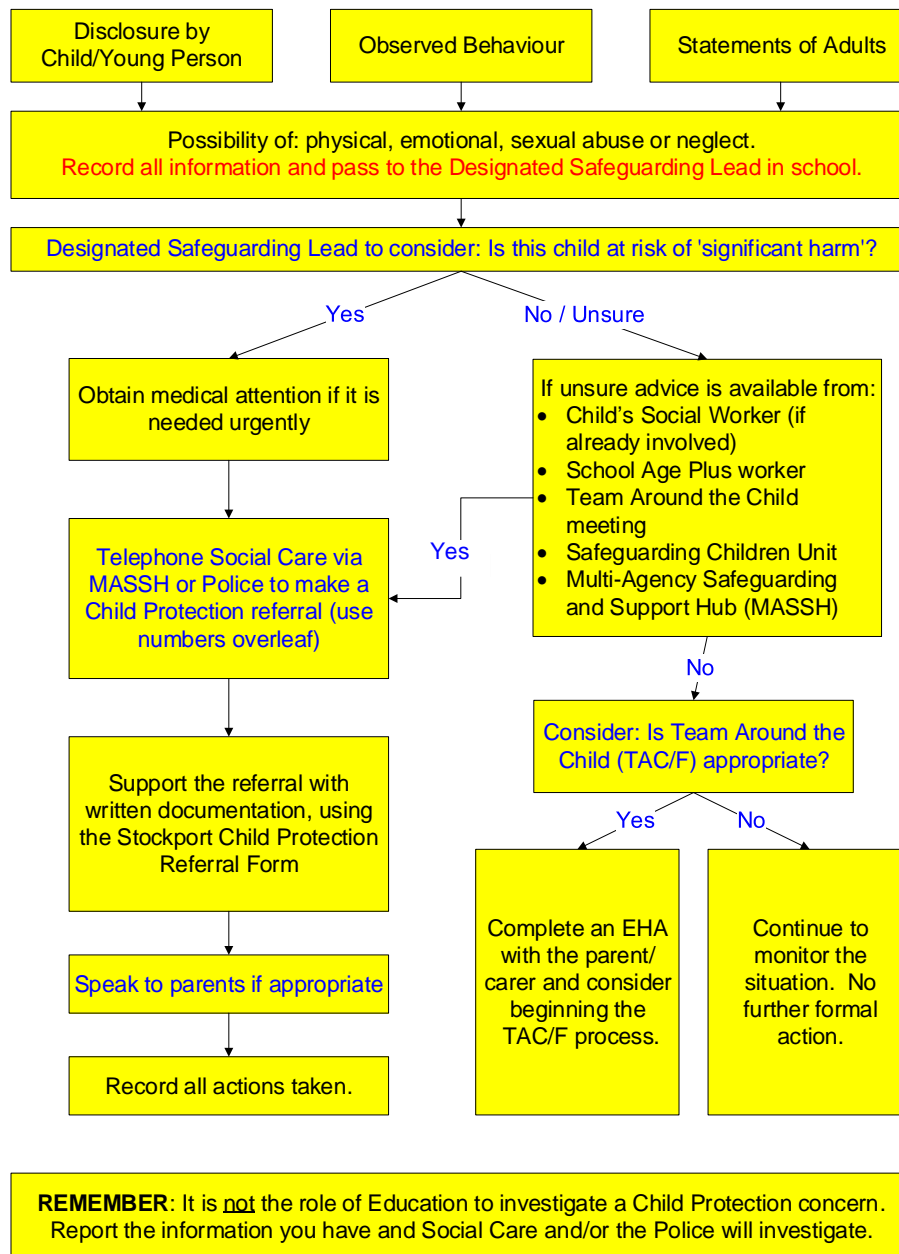 Disclosure by
Child/Young Person
Observed Behaviour
Statements of Adults
Possibility of: physical, emotional, sexual abuse or neglect.
Record all information and pass to the Designated Safeguarding Lead in school.
Designated Safeguarding Lead to consider: Is this child at risk of 'significant harm'?
Yes
No / Unsure
Obtain medical attention if it is
needed urgently
If unsure advice is available from:
• Child's Social Worker (if
already involved)
• School Age Plus worker
• Team Around the Child
meeting
• Safeguarding Children Unit
• Multi-Agency Safeguarding
and Support Hub (MASSH)
Yes
Telephone Social Care via
MASSH or Police to make a
Child Protection referral (use
numbers overleaf)
No
Consider: Is Team Around the
Child (TAC/F) appropriate?
Support the referral with
written documentation, using
the Stockport Child Protection
Referral Form
Yes
No
Complete an EHA
with the parent/
carer and consider
beginning the
TAC/F process.
Continue to
monitor the
situation.  No
further formal
action.
Speak to parents if appropriate
Record all actions taken.
REMEMBER: It is not the role of Education to investigate a Child Protection concern.
Report the information you have and Social Care and/or the Police will investigate.